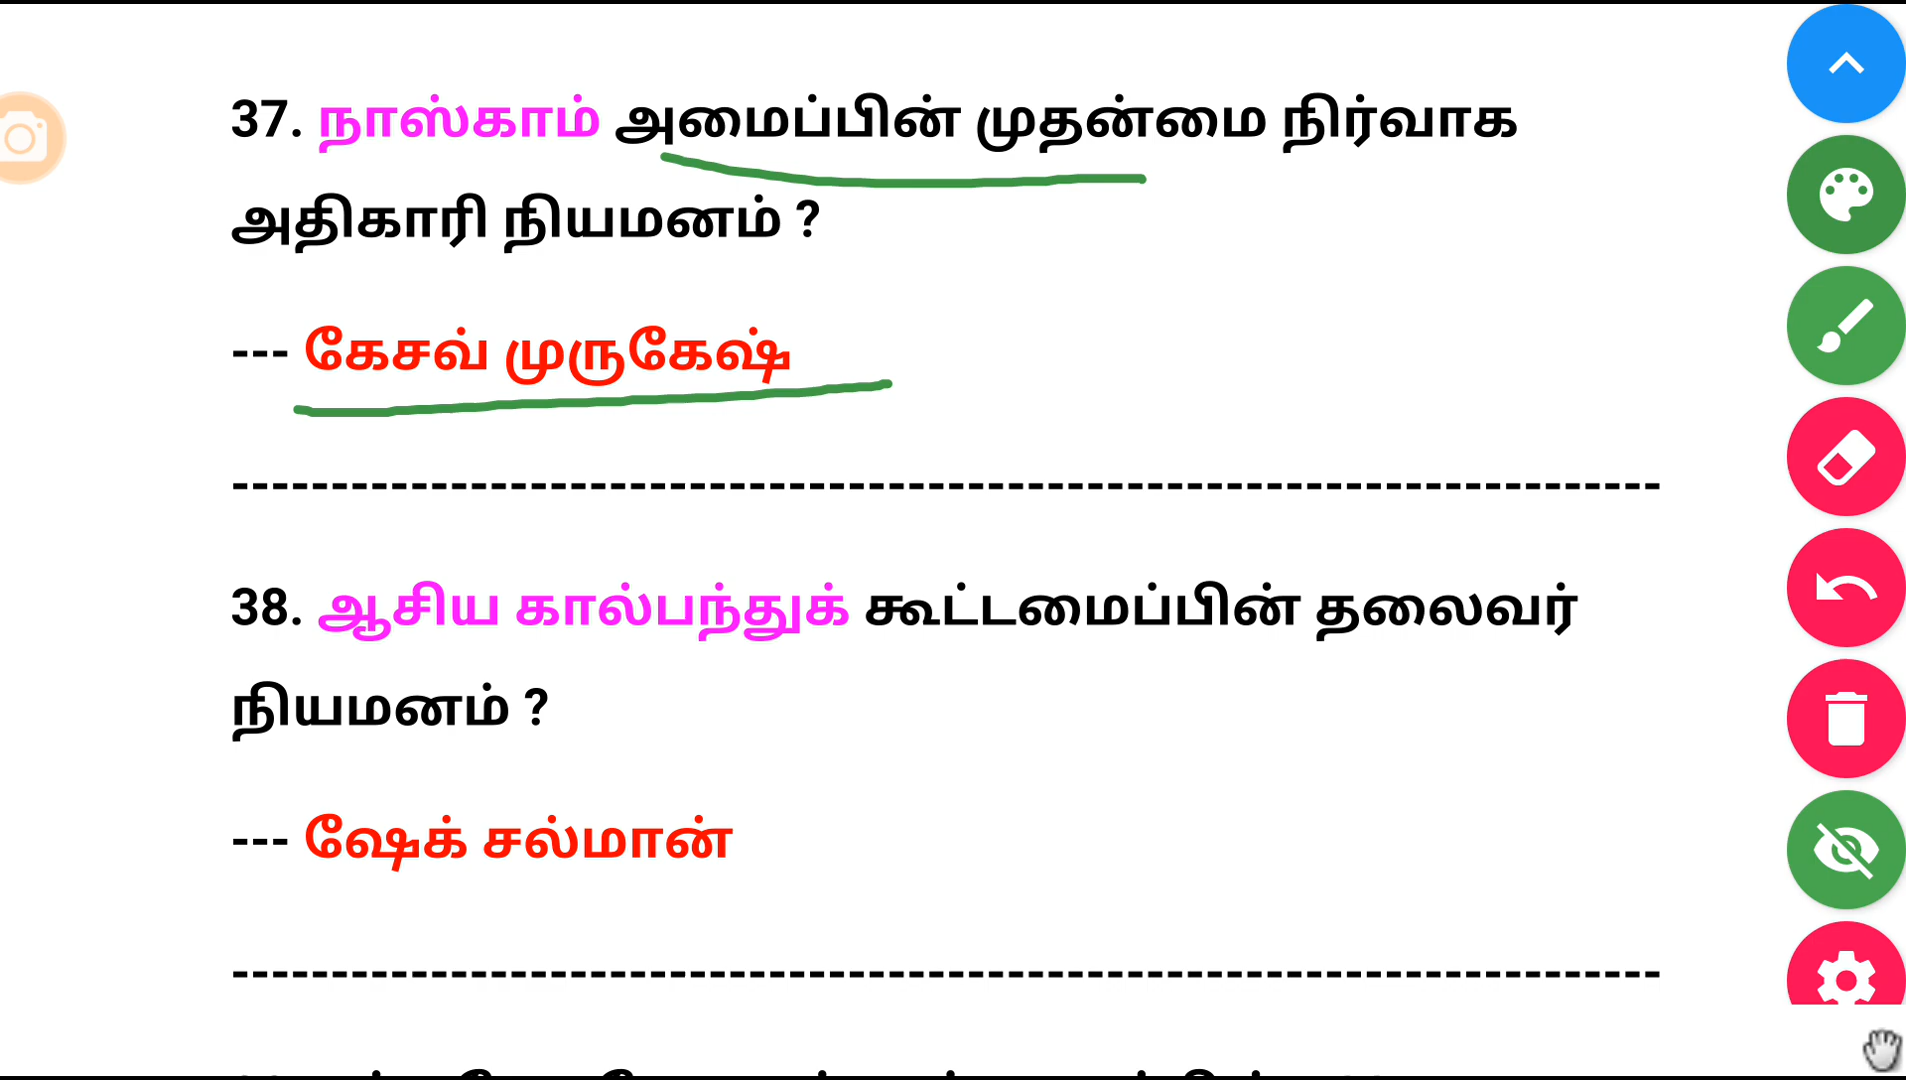 37. நாஸ்காம் அமைப்பின் முதன்மை நிர்வாக
அதிகாரி நியமனம் ?
--- கேசவ் முருகேஷ்
38. ஆசிய கால்பந்துக் கூட்டமைப்பின் தலைவர்
நியமனம் ?
--- ஷேக் சல்மான்